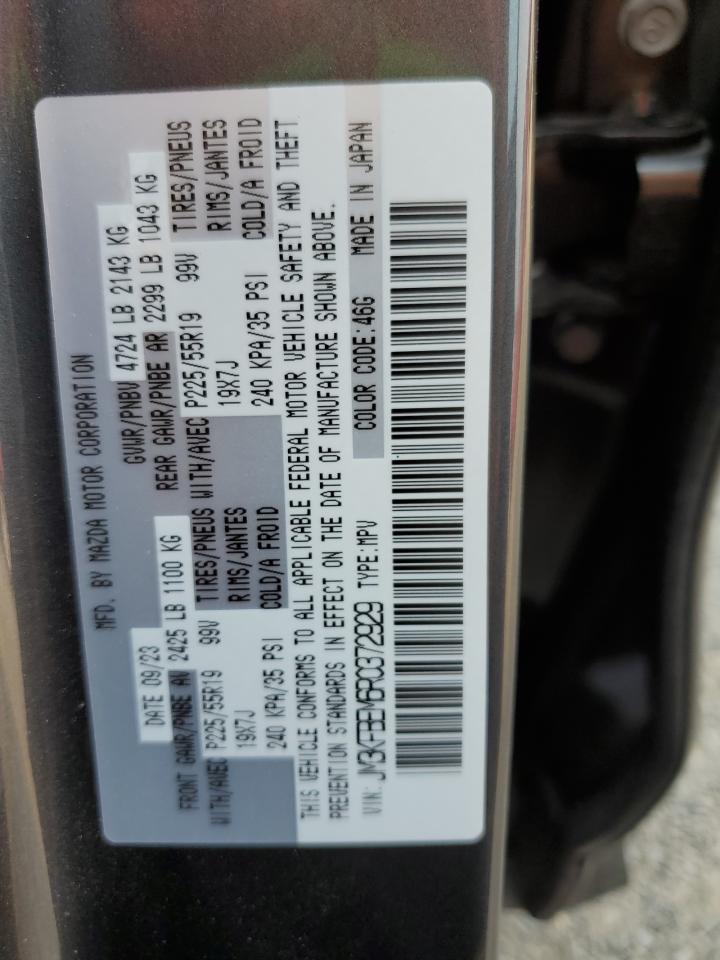 MFD. BY MAZDA MOTOR CORPORATION
DATE 09/23 GVWR/PNBV 4724 LB 2143 KG
FRONT GAWR/PNBE AV 2425 LB 1100 KG REAR GAWR/PNBE AR 2299 LB 1043 KG
WITH/AVEC P225/55R19 99V TIRES/PNEUS WITH/AVEC P225/55R19 99V TIRES/PNEUS
19X7J RIMS/JANTES 19X7J RIMS/JANTES
240 KPA/35 PSI COLD/A FROID 240 KPA/35 PSI COLD/A FROID
THIS VEHICLE CONFORMS TO ALL APPLICABLE FEDERAL MOTOR VEHICLE SAFETY AND THEFT
PREVENTION STANDARDS IN EFFECT ON THE DATE OF MANUFACTURE SHOWN ABOVE.
VIN: JM3KFBEM6R0372829 TYPE:MPV COLOR CODE:46G MADE IN JAPAN